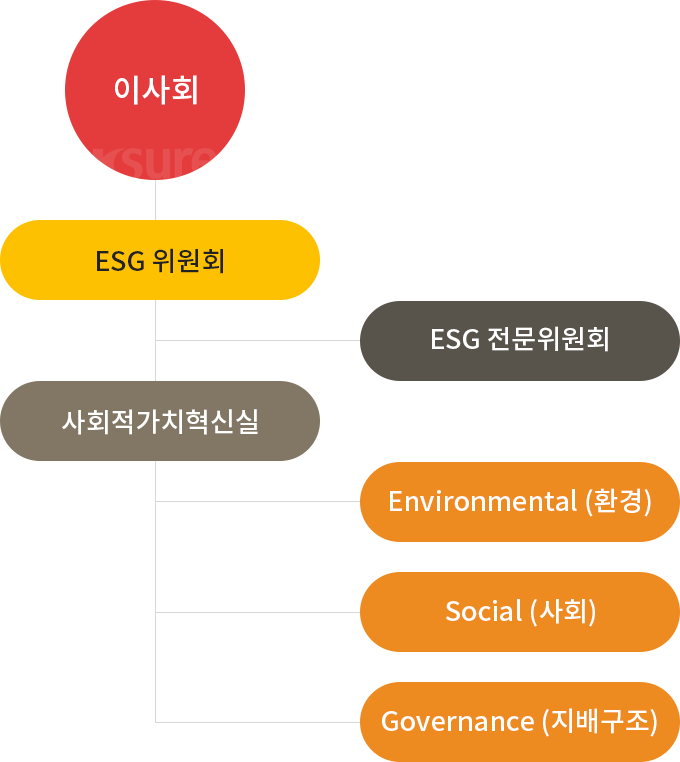 이사회
ksure
ESG 위원회
ESG 전문위원회
사회적가치혁신실
Environmental (환경)
Social (사회)
Governance (지배구조)